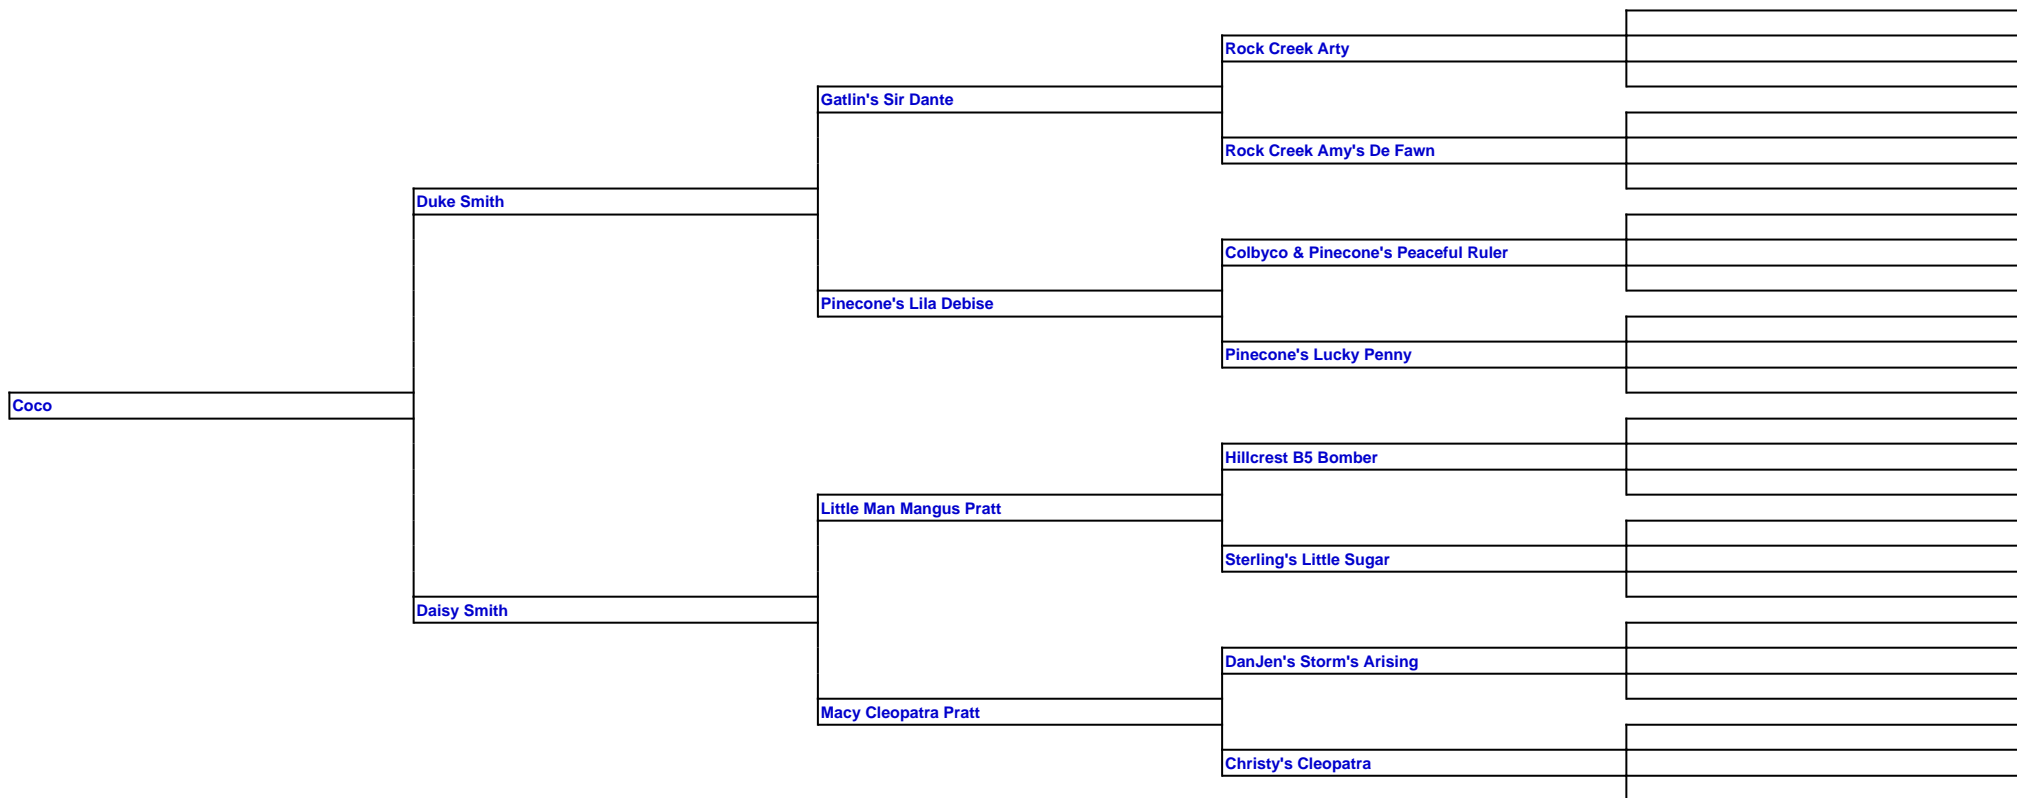 Rock Creek Arty
Gatlin's Sir Dante
Rock Creek Amy's De Fawn
Duke Smith
Colbyco & Pinecone's Peaceful Ruler
Pinecone's Lila Debise
Pinecone's Lucky Penny
Coco
Hillcrest B5 Bomber
Little Man Mangus Pratt
Sterling's Little Sugar
Daisy Smith
DanJen's Storm's Arising
Macy Cleopatra Pratt
Christy's Cleopatra